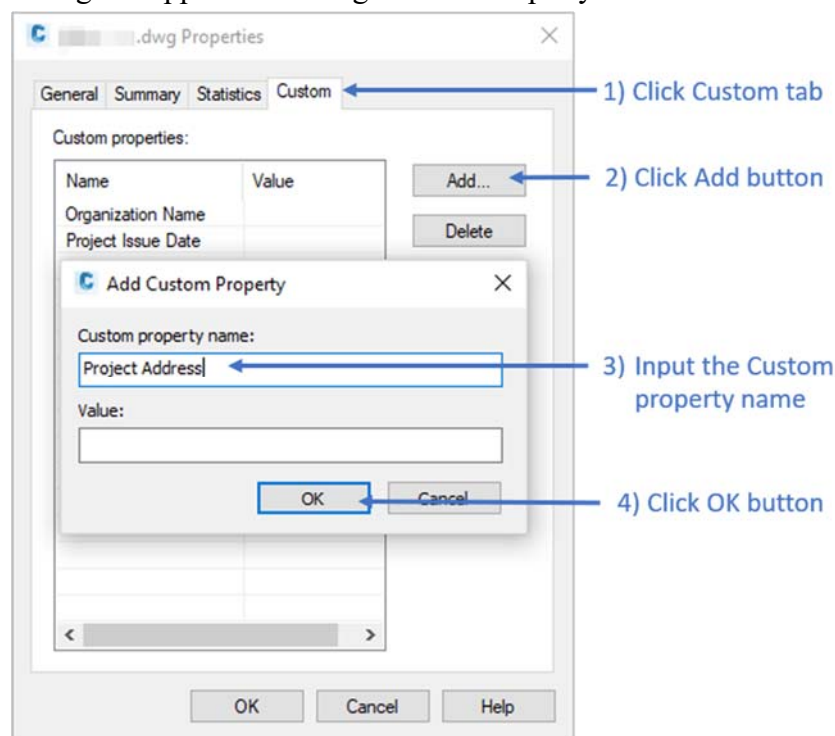 .dwg Properties
General Summary Statistics Custom
1) Click Custom tab
Custom properties:
Name Value
Add...
2) Click Add button
Organization Name
Project Issue Date
Delete
Add Custom Property
Custom property name:
Project Address
3) Input the Custom
property name
Value:
OK Cancel
4) Click OK button
OK Cancel Help